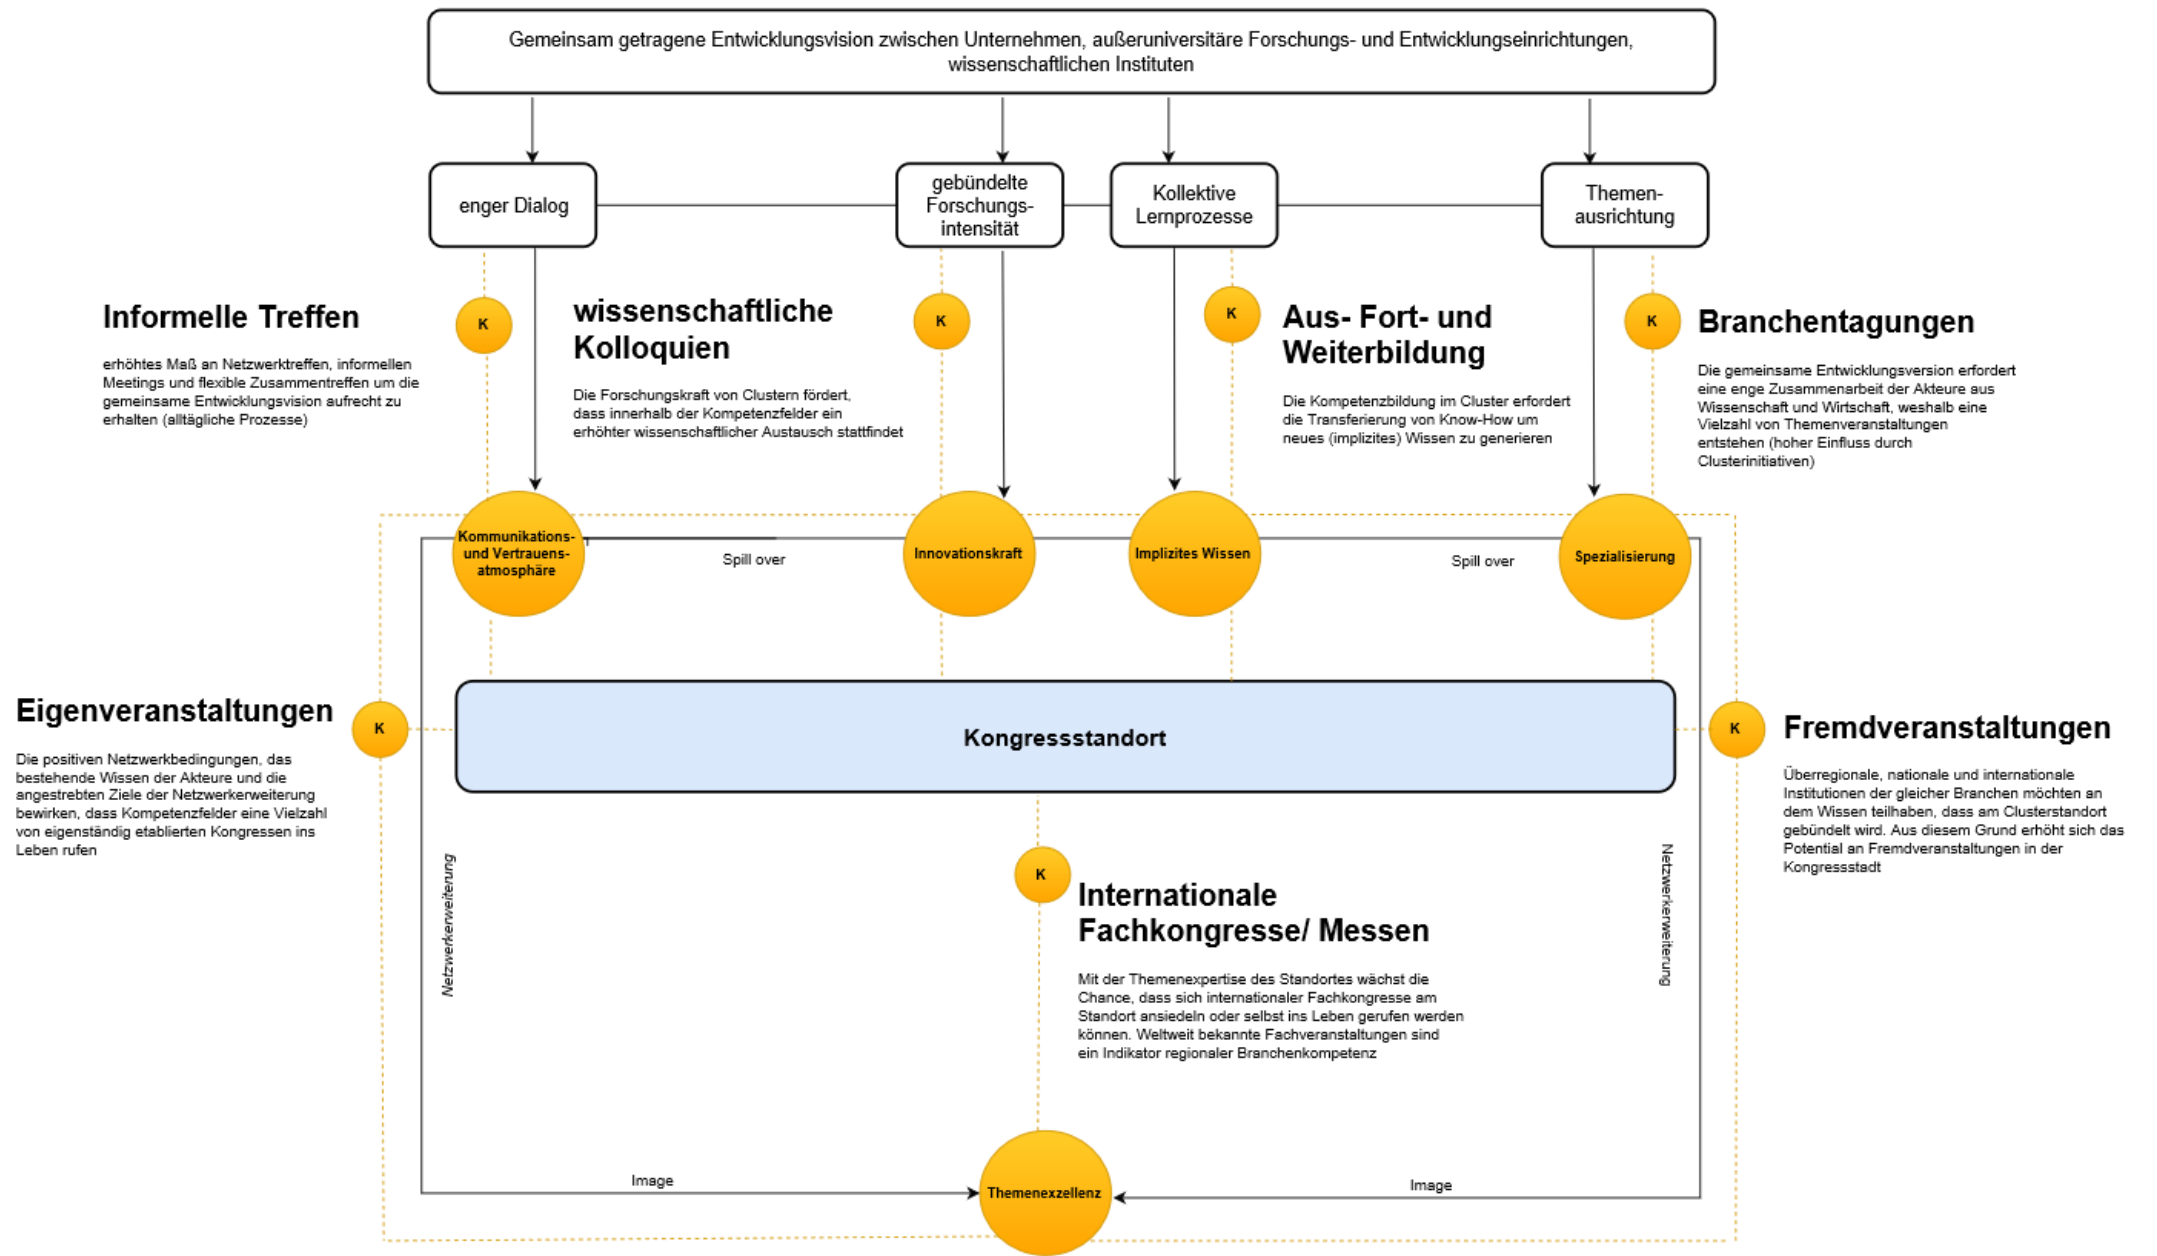 Gemeinsam getragene Entwicklungsvision zwischen Unternehmen, außeruniversitäre Forschungs- und Entwicklungseinrichtungen,
wissenschaftlichen Instituten
enger Dialog
gebündelte
Forschungs-
intensität
Kollektive
Lernprozesse
Themen-
ausrichtung
Informelle Treffen
erhöhtes Maß an Netzwerktreffen, informellen
Meetings und flexible Zusammentreffen um die
gemeinsame Entwicklungsvision aufrecht zu
erhalten (alltägliche Prozesse)
K
wissenschaftliche
Kolloquien
Die Forschungskraft von Clustern fördert,
dass innerhalb der Kompetenzfelder ein
erhöhter wissenschaftlicher Austausch stattfindet
K
K
Aus- Fort- und
Weiterbildung
Die Kompetenzbildung im Cluster erfordert
die Transferierung von Know-How um
neues (implizites) Wissen zu generieren
K
Branchentagungen
Die gemeinsame Entwicklungsversion erfordert
eine enge Zusammenarbeit der Akteure aus
Wissenschaft und Wirtschaft, weshalb eine
Vielzahl von Themenveranstaltungen
entstehen (hoher Einfluss durch
Clusterinitiativen)
Kommunikations-
und Vertrauens-
atmosphäre
Spill over
Innovationskraft
Implizites Wissen
Spill over
Spezialisierung
Eigenveranstaltungen
Die positiven Netzwerkbedingungen, das
bestehende Wissen der Akteure und die
angestrebten Ziele der Netzwerkerweiterung
bewirken, dass Kompetenzfelder eine Vielzahl
von eigenständig etablierten Kongressen ins
Leben rufen
K
Kongressstandort
K
Fremdveranstaltungen
Überregionale, nationale und internationale
Institutionen der gleicher Branchen möchten an
dem Wissen teilhaben, dass am Clusterstandort
gebündelt wird. Aus diesem Grund erhöht sich das
Potential an Fremdveranstaltungen in der
Kongressstadt
Netzwerkerweiterung
K
Internationale
Fachkongresse/ Messen
Mit der Themenexpertise des Standortes wächst die
Chance, dass sich internationaler Fachkongresse am
Standort ansiedeln oder selbst ins Leben gerufen werden
können. Weltweit bekannte Fachveranstaltungen sind
ein Indikator regionaler Branchenkompetenz
Netzwerkerweiterung
Image
Themenexzellenz
Image